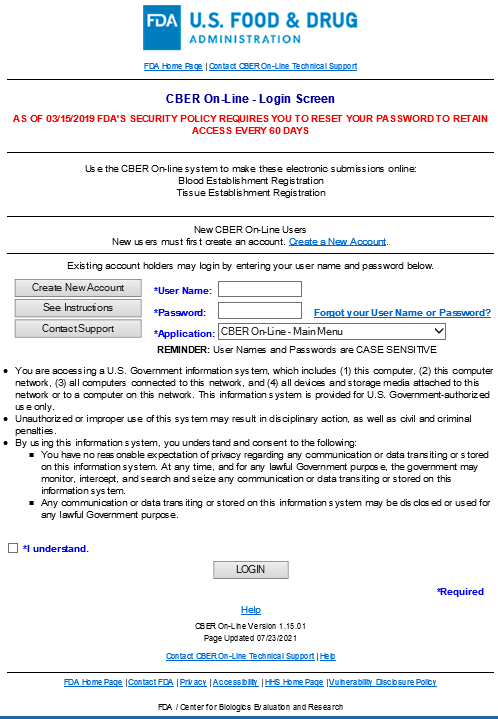 FDA U.S. FOOD & DRUG
ADMINISTRATION
FDA Home Page | Contact CBER On-Line Technical Support
CBER On-Line - Login Screen
AS OF 03/15/2019 FDA'S SECURITY POLICY REQUIRES YOU TO RESET YOUR PASSWORD TO RETAIN
ACCESS EVERY 60 DAYS
Use the CBER On-line system to make these electronic submissions online:
Blood Establishment Registration
Tissue Establishment Registration
New CBER On-Line Users
New users must first create an account. Create a New Account.
Existing account holders may login by entering your user name and password below.
Create New Account
*User Name:
See Instructions
*Password:
Forgot your User Name or Password?
Contact Support
*Application: CBER On-Line - Main Menu
REMINDER: User Names and Passwords are CASE SENSITIVE
• You are accessing a U.S. Government information system, which includes (1) this computer, (2) this computer
network, (3) all computers connected to this network, and (4) all devices and storage media attached to this
network or to a computer on this network. This information system is provided for U.S. Government-authorized
use only.
• Unauthorized or improper use of this system may result in disciplinary action, as well as civil and criminal
penalties.
• By using this information system, you understand and consent to the following:
▪ You have no reasonable expectation of privacy regarding any communication or data transiting or stored
on this information system. At any time, and for any lawful Government purpose, the government may
monitor, intercept, and search and seize any communication or data transiting or stored on this
information system.
▪ Any communication or data transiting or stored on this information system may be disclosed or used for
any lawful Government purpose.
*I understand.
LOGIN
*Required
Help
CBER On-Line Version 1.15.01
Page Updated 07/23/2021
Contact CBER On-Line Technical Support | Help
FDA Home Page | Contact FDA | Privacy | Accessibility | HHS Home Page | Vulnerability Disclosure Policy
FDA / Center for Biologics Evaluation and Research